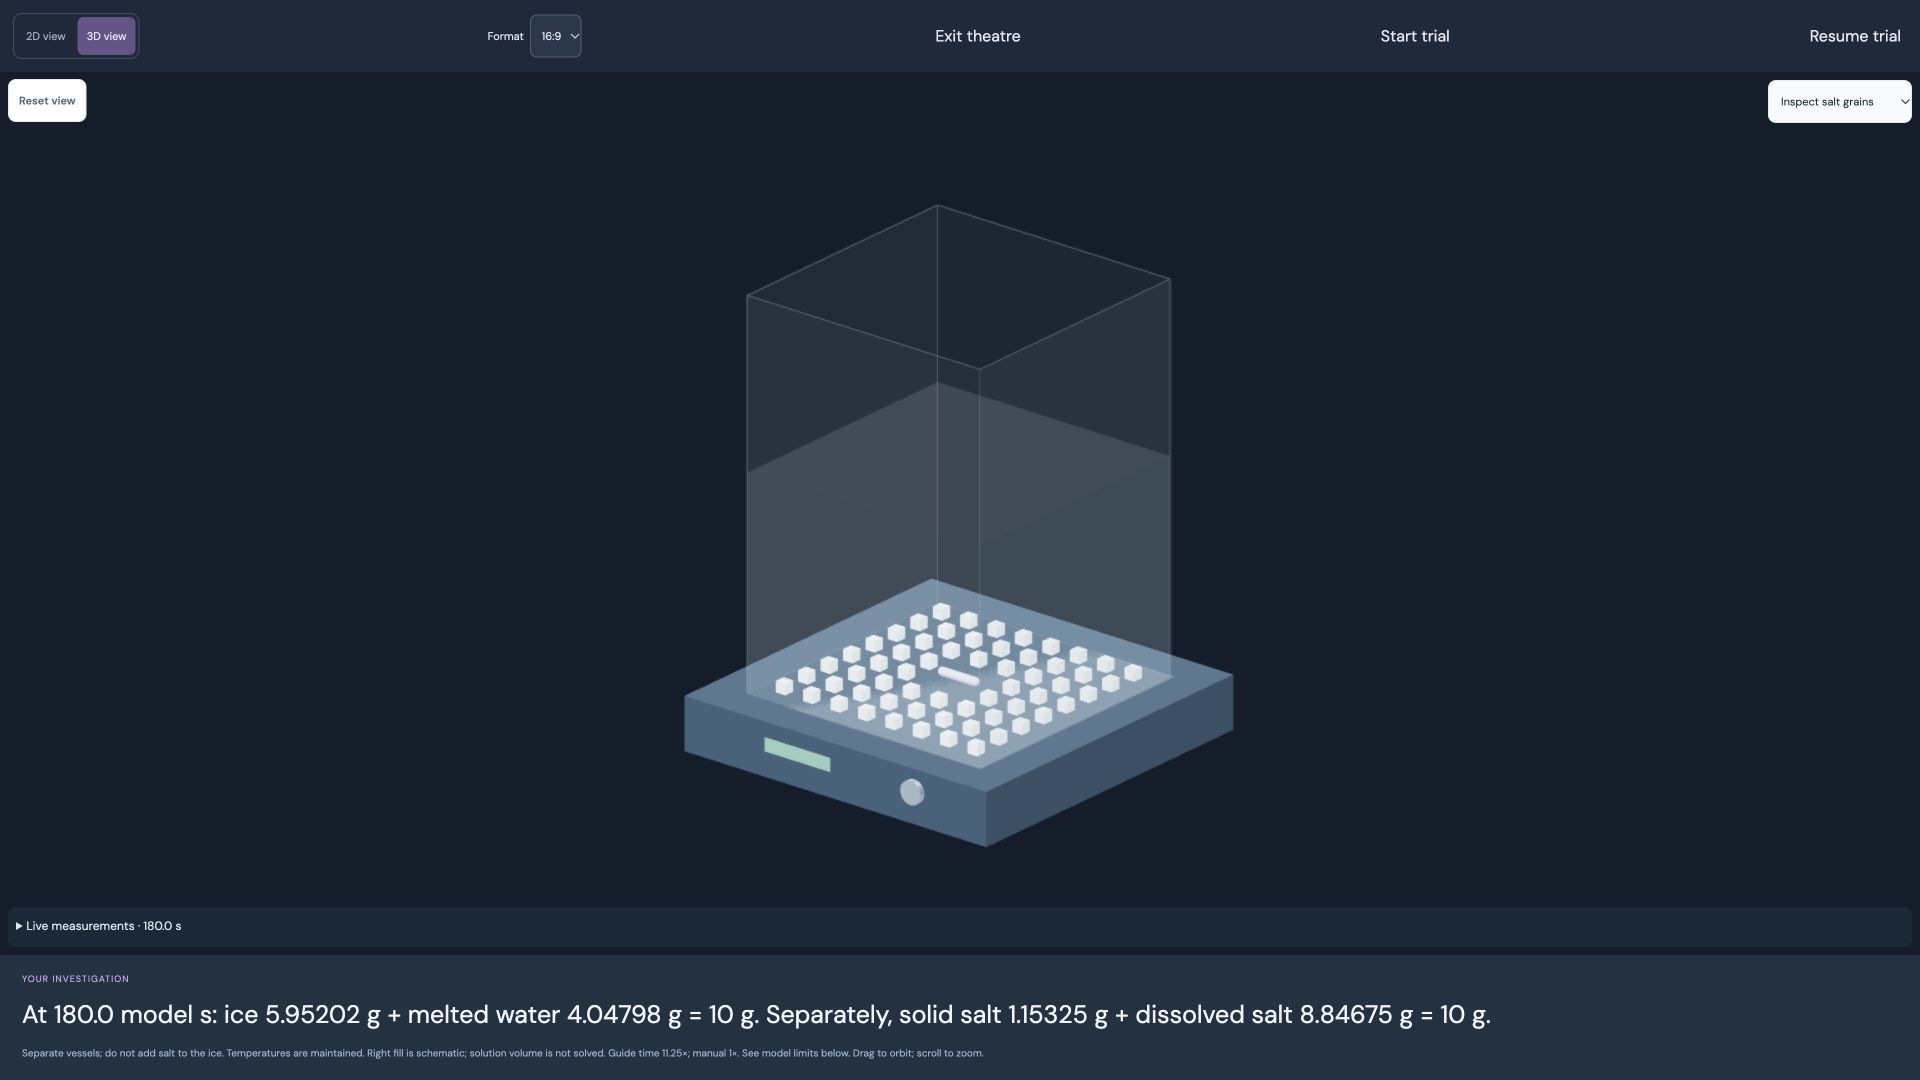 2D view
3D view
Format
16:9
Exit theatre
Start trial
Resume trial
Reset view
Inspect salt grains
Live measurements · 180.0 s
YOUR INVESTIGATION
At 180.0 model s: ice 5.95202 g + melted water 4.04798 g = 10 g. Separately, solid salt 1.15325 g + dissolved salt 8.84675 g = 10 g.
Separate vessels; do not add salt to the ice. Temperatures are maintained. Right fill is schematic; solution volume is not solved. Guide time 11.25×; manual 1×. See model limits below. Drag to orbit; scroll to zoom.